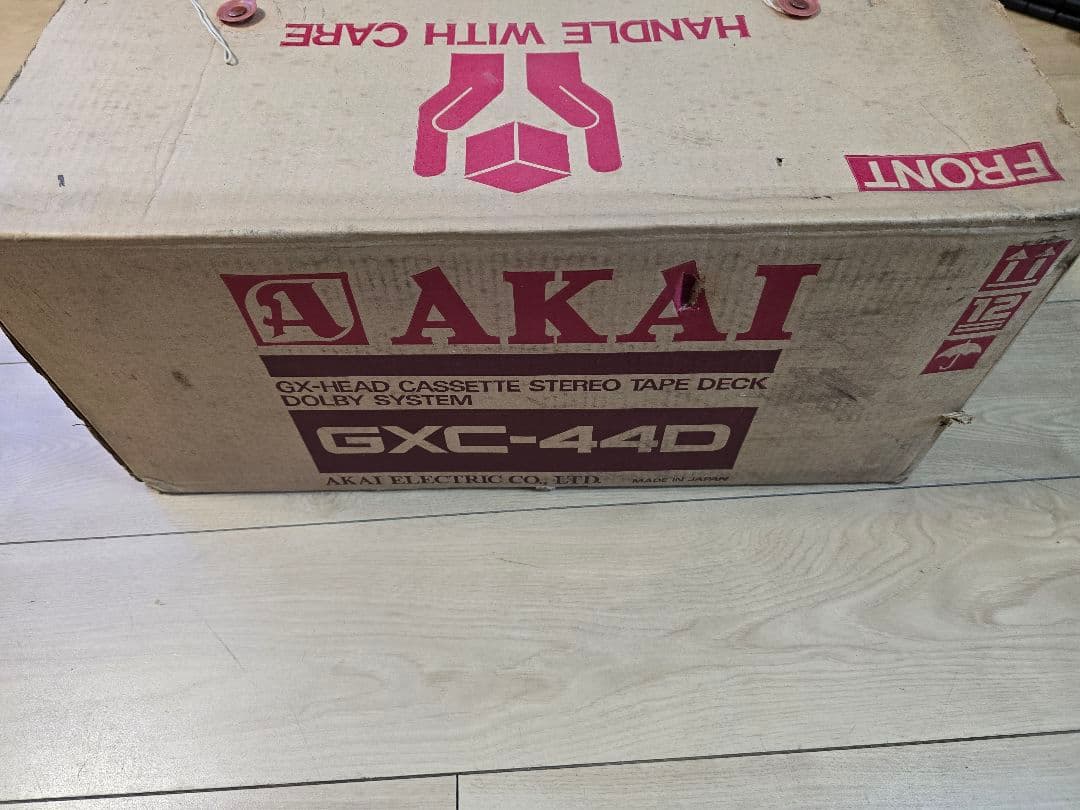 HANDLE WITH CARE
FRONT
A AKAI
12
GX-HEAD CASSETTE STEREO TAPE DECK
DOLBY SYSTEM
GXC-44D
AKAI ELECTRIC CO., LTD. MADE IN JAPAN